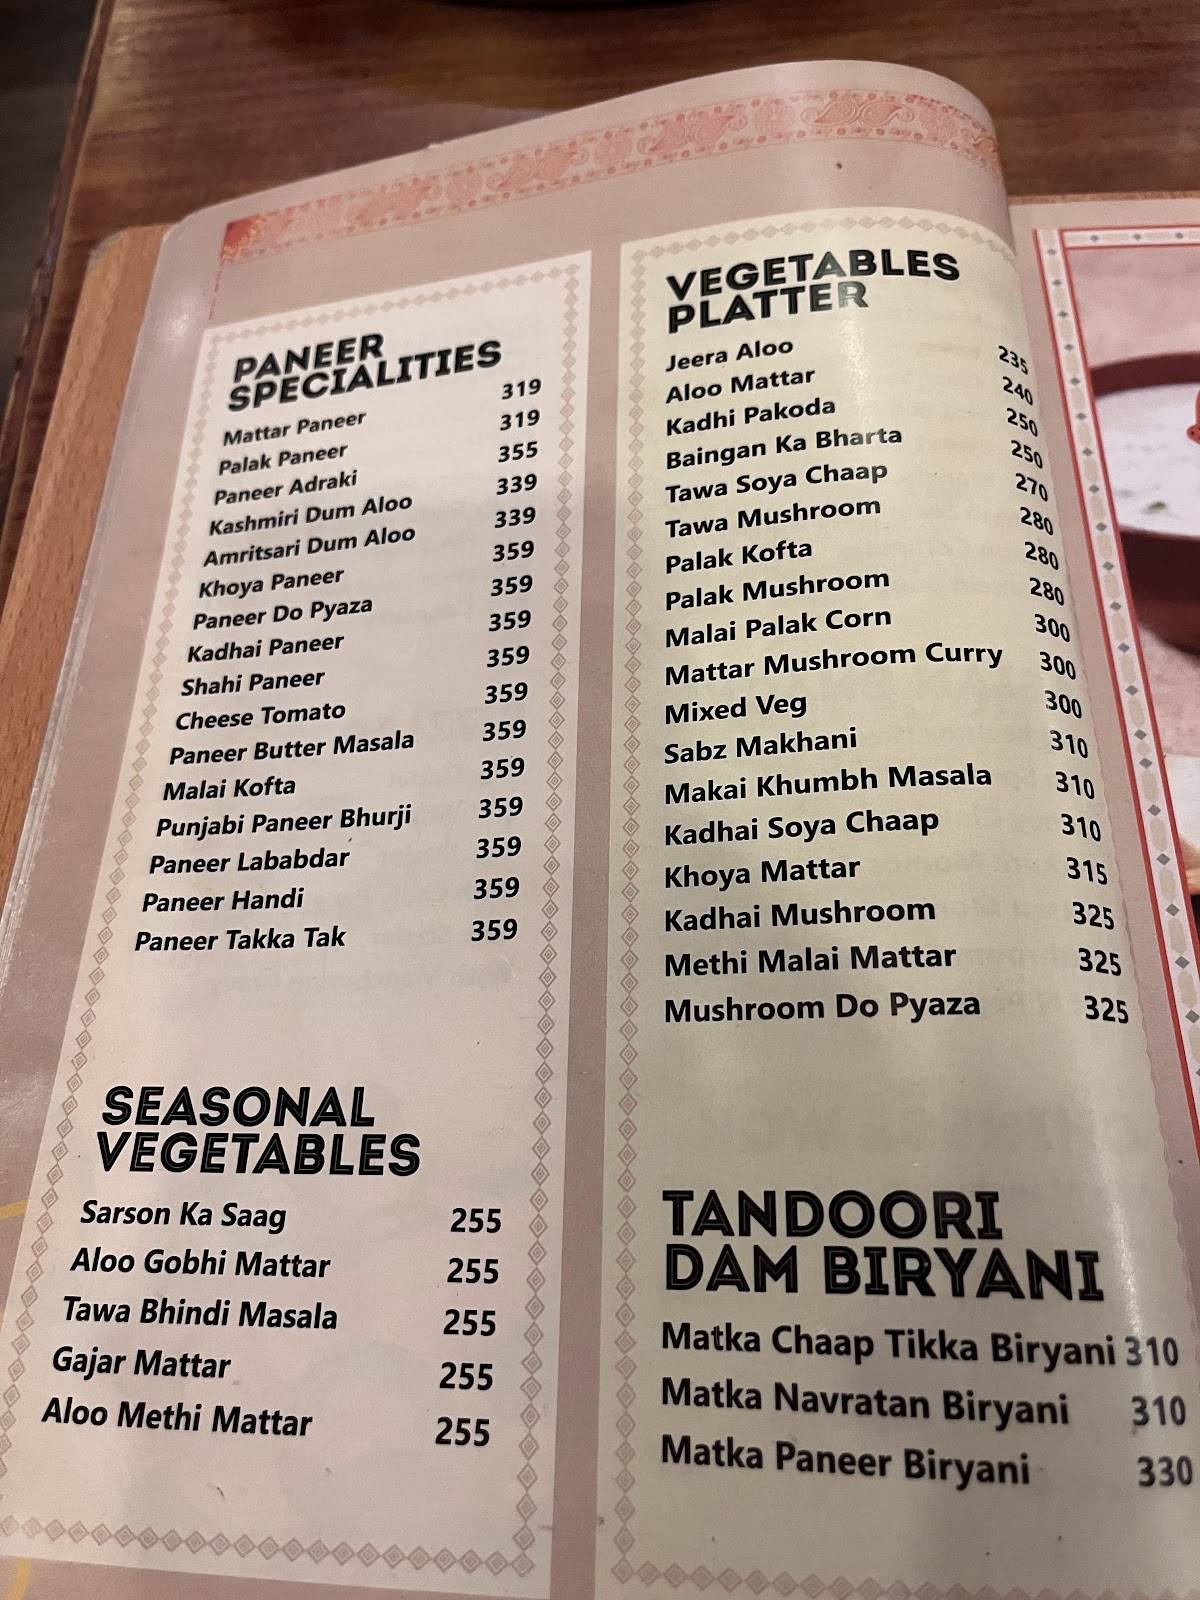 PANEER
SPECIALITIES
Mattar Paneer 319
Palak Paneer 319
Paneer Adraki 355
Kashmiri Dum Aloo 339
Amritsari Dum Aloo 339
Khoya Paneer 359
Paneer Do Pyaza 359
Kadhai Paneer 359
Shahi Paneer 359
Cheese Tomato 359
Paneer Butter Masala 359
Malai Kofta 359
Punjabi Paneer Bhurji 359
Paneer Lababdar 359
Paneer Handi 359
Paneer Takka Tak 359
SEASONAL
VEGETABLES
Sarson Ka Saag 255
Aloo Gobhi Mattar 255
Tawa Bhindi Masala 255
Gajar Mattar 255
Aloo Methi Mattar 255
VEGETABLES
PLATTER
Jeera Aloo 235
Aloo Mattar 240
Kadhi Pakoda 250
Baingan Ka Bharta 250
Tawa Soya Chaap 270
Tawa Mushroom 280
Palak Kofta 280
Palak Mushroom 280
Malai Palak Corn 300
Mattar Mushroom Curry 300
Mixed Veg 300
Sabz Makhani 310
Makai Khumbh Masala 310
Kadhai Soya Chaap 310
Khoya Mattar 315
Kadhai Mushroom 325
Methi Malai Mattar 325
Mushroom Do Pyaza 325
TANDOORI
DAM BIRYANI
Matka Chaap Tikka Biryani 310
Matka Navratan Biryani 310
Matka Paneer Biryani 330